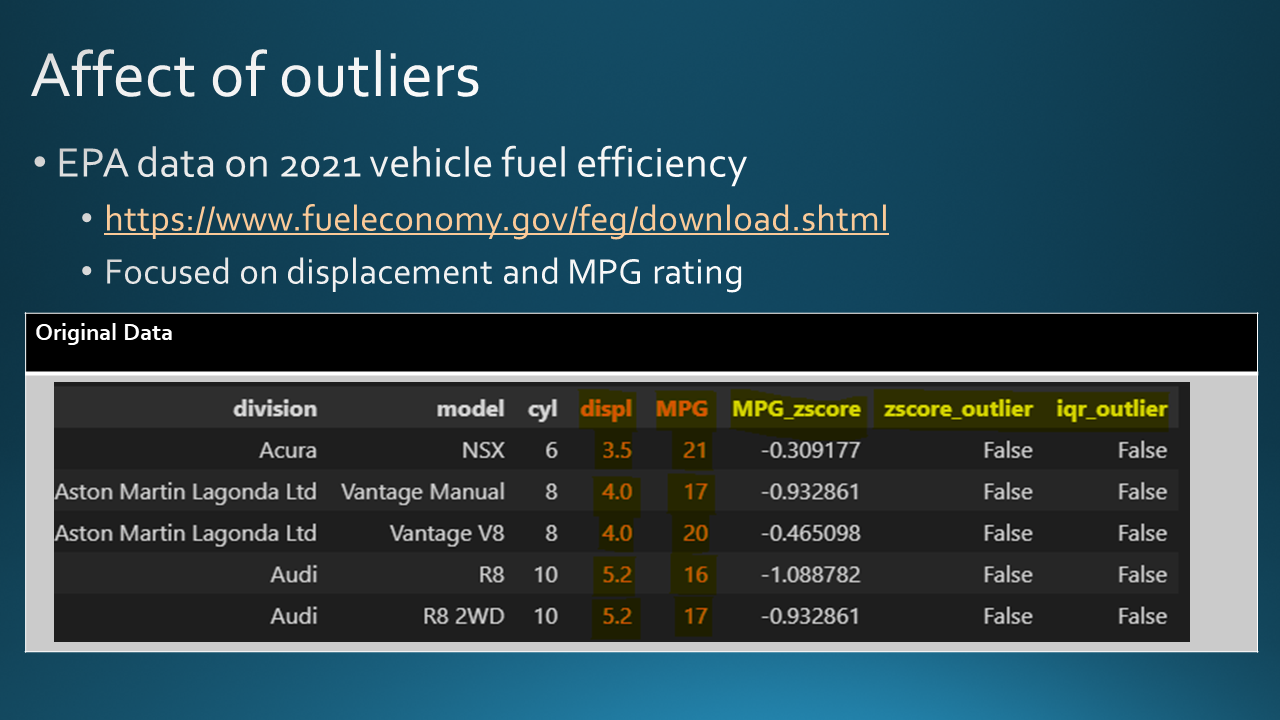 Affect of outliers
• EPA data on 2021 vehicle fuel efficiency
• https://www.fueleconomy.gov/feg/download.shtml
• Focused on displacement and MPG rating
Original Data
division model cyl displ MPG MPG_zscore zscore_outlier iqr_outlier
Acura NSX 6 3.5 21 -0.309177 False False
Aston Martin Lagonda Ltd Vantage Manual 8 4.0 17 -0.932861 False False
Aston Martin Lagonda Ltd Vantage V8 8 4.0 20 -0.465098 False False
Audi R8 10 5.2 16 -1.088782 False False
Audi R8 2WD 10 5.2 17 -0.932861 False False